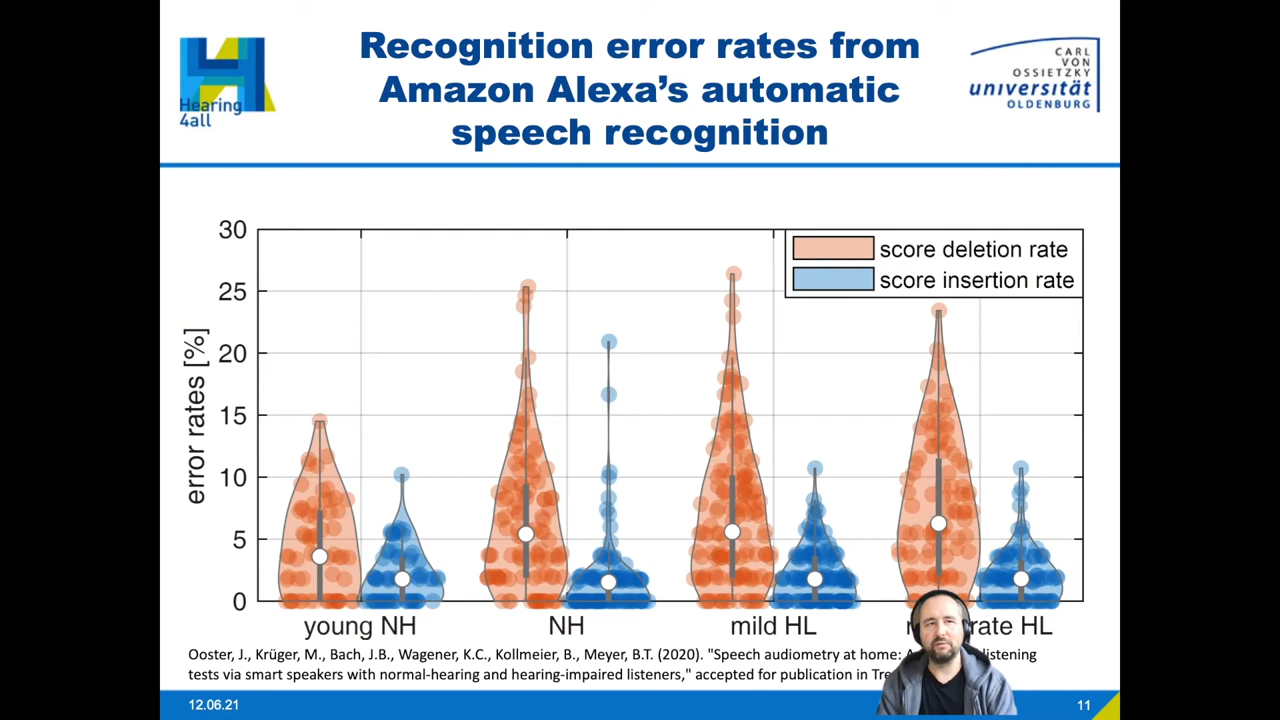 Recognition error rates from
Amazon Alexa’s automatic
speech recognition
Hearing
4all
CARL
VON
OSSIETZKY
universität
OLDENBURG
30
25
20
15
10
5
0
error rates [%]
score deletion rate
score insertion rate
young NH
NH
mild HL
rate HL
Ooster, J., Krüger, M., Bach, J.B., Wagener, K.C., Kollmeier, B., Meyer, B.T. (2020). "Speech audiometry at home: listening
tests via smart speakers with normal-hearing and hearing-impaired listeners," accepted for publication in
12.06.21
11